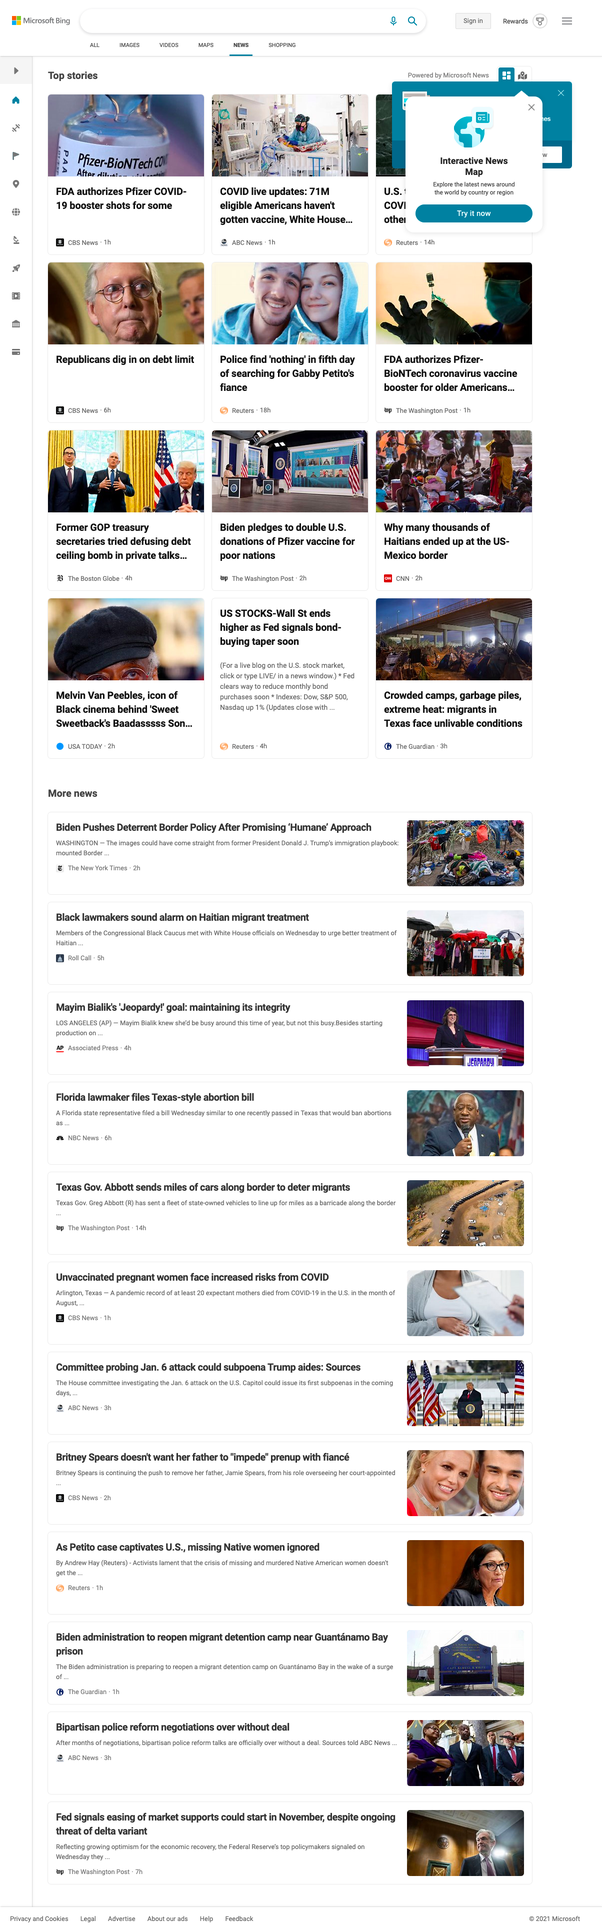 Microsoft Bing
Sign in
Rewards
ALL
IMAGES
VIDEOS
MAPS
NEWS
SHOPPING
Top stories
Powered by Microsoft News
Interactive News
Map
Explore the latest news around
the world by country or region
Try it now
Pfizer-BioNTech
After dilution
FDA authorizes Pfizer COVID-
19 booster shots for some
CBS News · 1h
COVID live updates: 71M
eligible Americans haven't
gotten vaccine, White House...
ABC News · 1h
U.S.
COVI
other
Reuters · 14h
Republicans dig in on debt limit
CBS News · 6h
Police find 'nothing' in fifth day
of searching for Gabby Petito's
fiance
Reuters · 18h
FDA authorizes Pfizer-
BioNTech coronavirus vaccine
booster for older Americans...
The Washington Post · 1h
Former GOP treasury
secretaries tried defusing debt
ceiling bomb in private talks...
The Boston Globe · 4h
Biden pledges to double U.S.
donations of Pfizer vaccine for
poor nations
The Washington Post · 2h
Why many thousands of
Haitians ended up at the US-
Mexico border
CNN · 2h
Melvin Van Peebles, icon of
Black cinema behind 'Sweet
Sweetback's Baadasssss Son...
USA TODAY · 2h
US STOCKS-Wall St ends
higher as Fed signals bond-
buying taper soon
(For a live blog on the U.S. stock market,
click or type LIVE/ in a news window.) * Fed
clears way to reduce monthly bond
purchases soon * Indexes: Dow, S&P 500,
Nasdaq up 1% (Updates close with ...
Reuters · 4h
Crowded camps, garbage piles,
extreme heat: migrants in
Texas face unlivable conditions
The Guardian · 3h
More news
Biden Pushes Deterrent Border Policy After Promising ‘Humane’ Approach
WASHINGTON — The images could have come straight from former President Donald J. Trump's immigration playbook:
mounted Border ...
The New York Times · 2h
Black lawmakers sound alarm on Haitian migrant treatment
Members of the Congressional Black Caucus met with White House officials on Wednesday to urge better treatment of
Haitian ...
Roll Call · 5h
Mayim Bialik's 'Jeopardy!' goal: maintaining its integrity
LOS ANGELES (AP) — Mayim Bialik knew she'd be busy around this time of year, but not this busy.Besides starting
production on ...
Associated Press · 4h
JEOPARDY
Florida lawmaker files Texas-style abortion bill
A Florida state representative filed a bill Wednesday similar to one recently passed in Texas that would ban abortions
as ...
NBC News · 6h
Texas Gov. Abbott sends miles of cars along border to deter migrants
Texas Gov. Greg Abbott (R) has sent a fleet of state-owned vehicles to line up for miles as a barricade along the border
...
The Washington Post · 14h
Unvaccinated pregnant women face increased risks from COVID
Arlington, Texas — A pandemic record of at least 20 expectant mothers died from COVID-19 in the U.S. in the month of
August, ...
CBS News · 1h
Committee probing Jan. 6 attack could subpoena Trump aides: Sources
The House committee investigating the Jan. 6 attack on the U.S. Capitol could issue its first subpoenas in the coming
days, ...
ABC News · 3h
Britney Spears doesn't want her father to "impede" prenup with fiancé
Britney Spears is continuing the push to remove her father, Jamie Spears, from his role overseeing her court-appointed
...
CBS News · 2h
As Petito case captivates U.S., missing Native women ignored
By Andrew Hay (Reuters) - Activists lament that the crisis of missing and murdered Native American women doesn't
get the ...
Reuters · 1h
Biden administration to reopen migrant detention camp near Guantánamo Bay
prison
The Biden administration is preparing to reopen a migrant detention camp on Guantánamo Bay in the wake of a surge
of ...
The Guardian · 1h
Bipartisan police reform negotiations over without deal
After months of negotiations, bipartisan police reform talks are officially over without a deal. Sources told ABC News ...
ABC News · 3h
Fed signals easing of market supports could start in November, despite ongoing
threat of delta variant
Reflecting growing optimism for the economic recovery, the Federal Reserve's top policymakers signaled on
Wednesday they ...
The Washington Post · 7h
Privacy and Cookies
Legal
Advertise
About our ads
Help
Feedback
© 2021 Microsoft